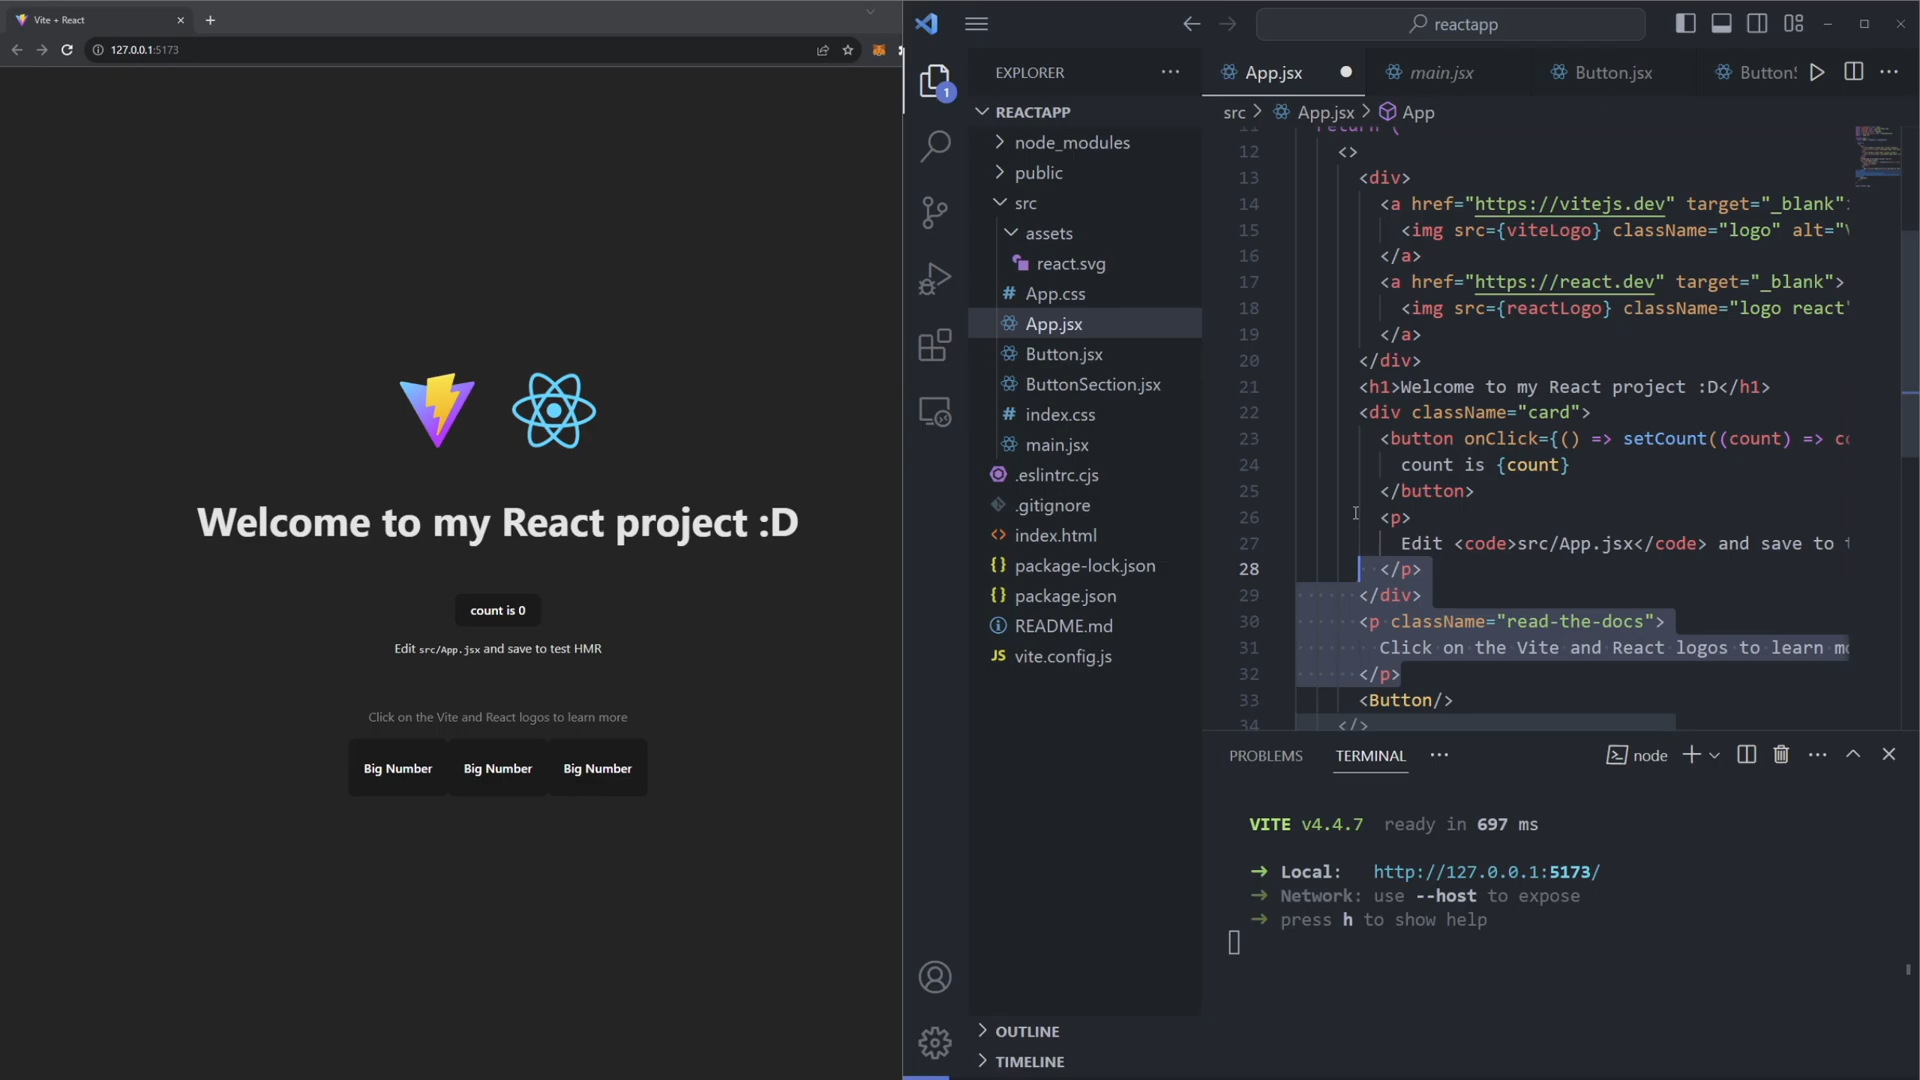 Vite + React
127.0.0.1:5173
Welcome to my React project :D
count is 0
Edit src/App.jsx and save to test HMR
Click on the Vite and React logos to learn more
Big Number Big Number Big Number
reactapp
1
EXPLORER
REACTAPP
node_modules
public
src
assets
react.svg
App.css
App.jsx
Button.jsx
ButtonSection.jsx
index.css
main.jsx
.eslintrc.cjs
.gitignore
index.html
package-lock.json
package.json
README.md
vite.config.js
OUTLINE
TIMELINE
App.jsx main.jsx Button.jsx Button
src > App.jsx > App
11 return (
12 <>
13 <div>
14 <a href="https://vitejs.dev" target="_blank"
15 <img src={viteLogo} className="logo" alt="
16 </a>
17 <a href="https://react.dev" target="_blank">
18 <img src={reactLogo} className="logo react"
19 </a>
20 </div>
21 <h1>Welcome to my React project :D</h1>
22 <div className="card">
23 <button onClick={() => setCount((count) => co
24 count is {count}
25 </button>
26 <p>
27 Edit <code>src/App.jsx</code> and save to
28 </p>
29 </div>
30 <p className="read-the-docs">
31 Click on the Vite and React logos to learn mo
32 </p>
33 <Button/>
34 </>
PROBLEMS TERMINAL node
VITE v4.4.7 ready in 697 ms
➜ Local: http://127.0.0.1:5173/
➜ Network: use --host to expose
➜ press h to show help